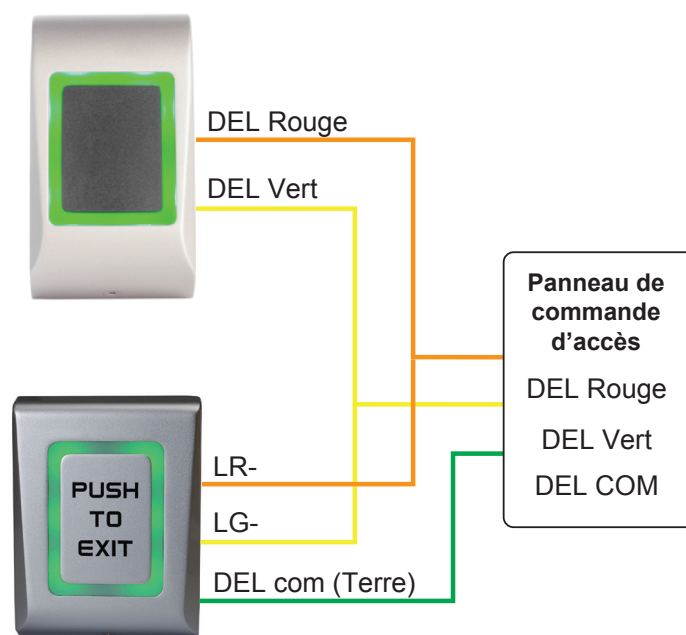 DEL Rouge
DEL Vert
Panneau de
commande
d’accès
DEL Rouge
DEL Vert
DEL COM
PUSH
TO
EXIT
LR-
LG-
DEL com (Terre)